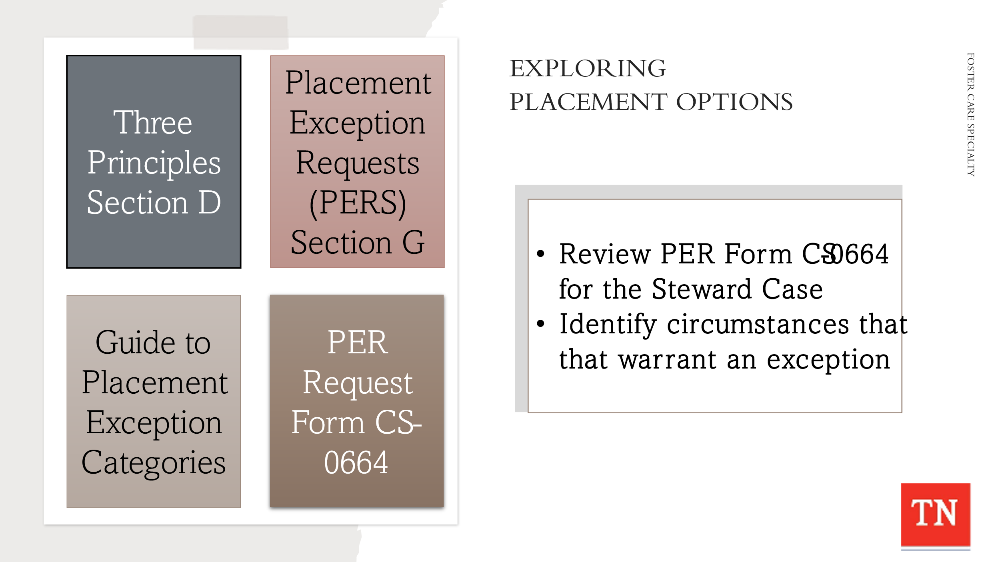 Three
Principles
Section D
Placement
Exception
Requests
(PERS)
Section G
Guide to
Placement
Exception
Categories
PER
Request
Form CS-
0664
EXPLORING
PLACEMENT OPTIONS
• Review PER Form CS-0664
for the Steward Case
• Identify circumstances that
that warrant an exception
FOSTER CARE SPECIALTY
TN